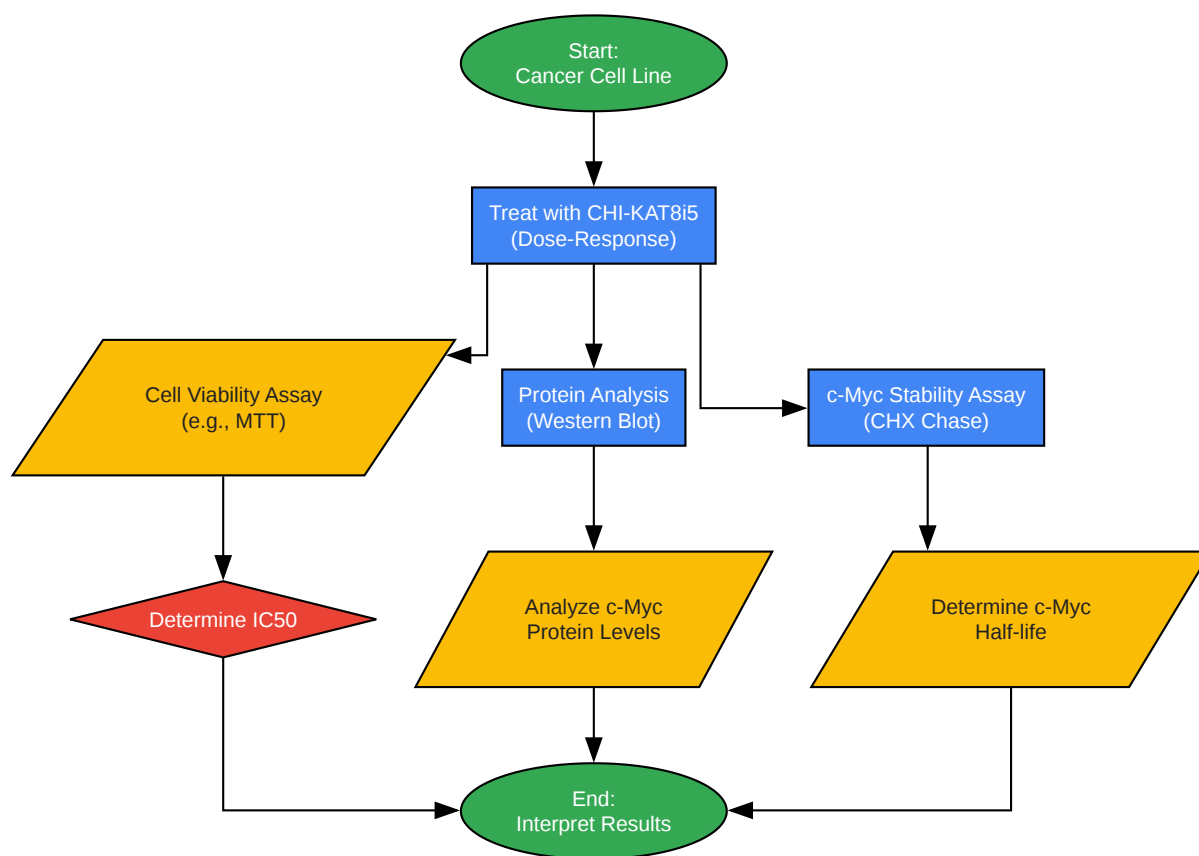 Start:
Cancer Cell Line
Treat with CHI-KAT8i5
(Dose-Response)
Cell Viability Assay
(e.g., MTT)
Protein Analysis
(Western Blot)
c-Myc Stability Assay
(CHX Chase)
Determine IC50
Analyze c-Myc
Protein Levels
Determine c-Myc
Half-life
End:
Interpret Results